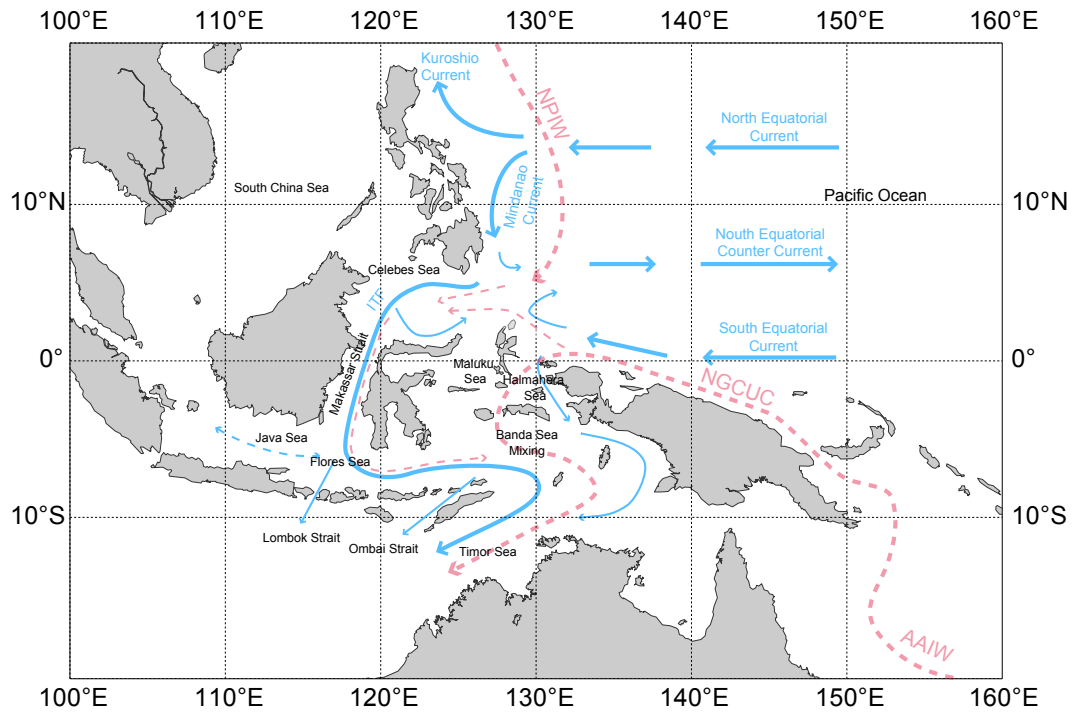 100°E 110°E 120°E 130°E 140°E 150°E 160°E
Kuroshio
Current
NPIW
North Equatorial
Current
South China Sea
Mindanao
Current
Pacific Ocean
10°N
10°N
Nouth Equatorial
Counter Current
Celebes Sea
ITF
South Equatorial
Current
0°
0°
Makassar Strait
Maluku
Sea
Halmahera
Sea
NGCUC
Java Sea
Banda Sea
Mixing
Flores Sea
10°S
10°S
Lombok Strait
Ombai Strait
Timor Sea
AAIW
100°E 110°E 120°E 130°E 140°E 150°E 160°E